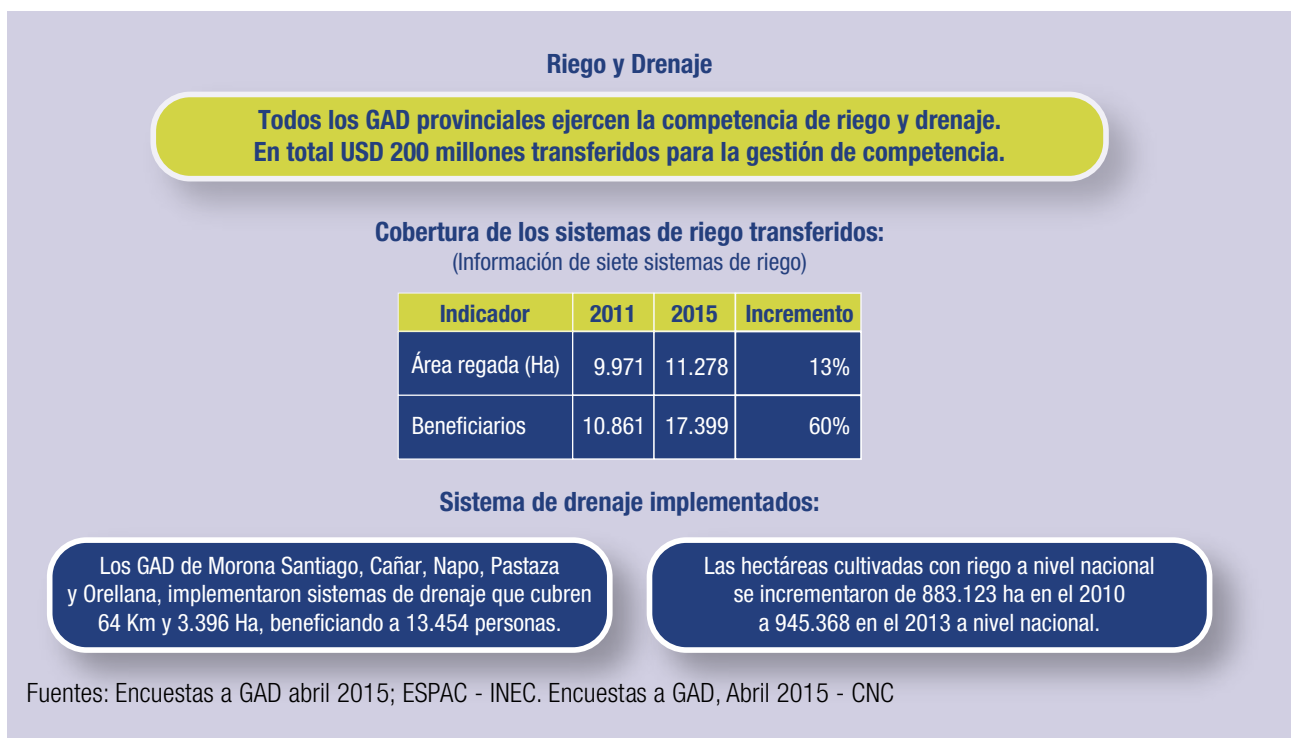 Riego y Drenaje
Todos los GAD provinciales ejercen la competencia de riego y drenaje.
En total USD 200 millones transferidos para la gestión de competencia.
Cobertura de los sistemas de riego transferidos:
(Información de siete sistemas de riego)
Indicador 2011 2015 Incremento
Área regada (Ha) 9.971 11.278 13%
Beneficiarios 10.861 17.399 60%
Sistema de drenaje implementados:
Los GAD de Morona Santiago, Cañar, Napo, Pastaza
y Orellana, implementaron sistemas de drenaje que cubren
64 Km y 3.396 Ha, beneficiando a 13.454 personas.
Las hectáreas cultivadas con riego a nivel nacional
se incrementaron de 883.123 ha en el 2010
a 945.368 en el 2013 a nivel nacional.
Fuentes: Encuestas a GAD abril 2015; ESPAC - INEC. Encuestas a GAD, Abril 2015 - CNC